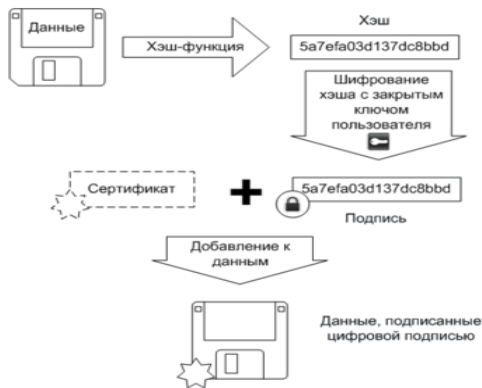 Хэш
Данные
Хэш-функция
5a7efa03d137dc8bbd
Шифрование
хэша с закрытым
ключом
пользователя
Сертификат
5a7efa03d137dc8bbd
Подпись
Добавление к
данным
Данные, подписанные
цифровой подписью